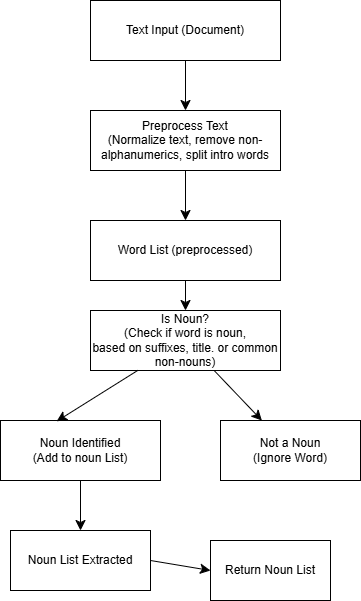 Text Input (Document)
Preprocess Text
(Normalize text, remove non-
alphanumerics, split intro words
Word List (preprocessed)
Is Noun?
(Check if word is noun,
based on suffixes, title. or common
non-nouns)
Noun Identified
(Add to noun List)
Not a Noun
(Ignore Word)
Noun List Extracted
Return Noun List